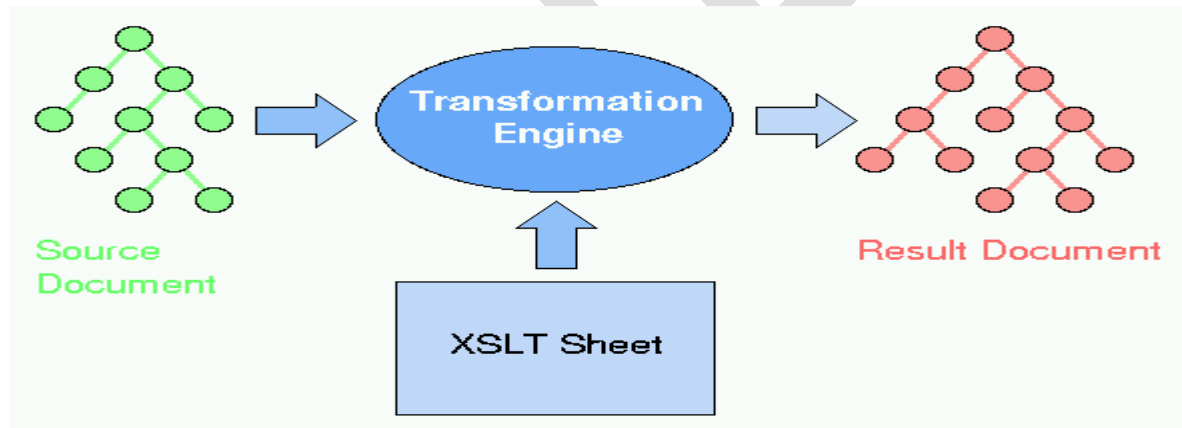 Transformation
Engine
Source
Document
Result Document
XSLT Sheet